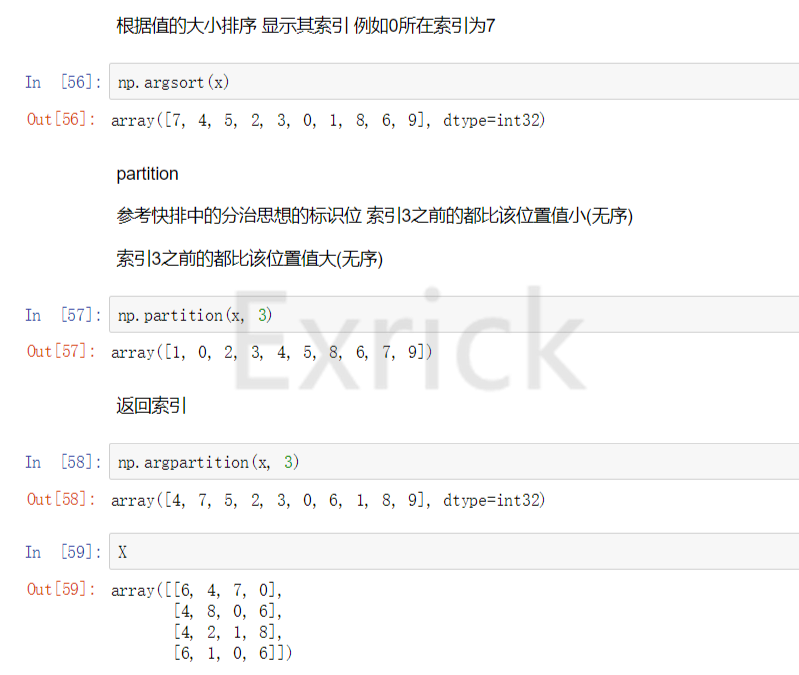 根据值的大小排序 显示其索引 例如0所在索引为7
In [56]: np.argsort(x)
Out[56]: array([7, 4, 5, 2, 3, 0, 1, 8, 6, 9], dtype=int32)
partition
参考快排中的分治思想的标识位 索引3之前的都比该位置值小(无序)
索引3之前的都比该位置值大(无序)
In [57]: np.partition(x, 3)
Out[57]: array([1, 0, 2, 3, 4, 5, 8, 6, 7, 9])
Exrick
返回索引
In [58]: np.argpartition(x, 3)
Out[58]: array([4, 7, 5, 2, 3, 0, 6, 1, 8, 9], dtype=int32)
In [59]: X
Out[59]: array([[6, 4, 7, 0],
[4, 8, 0, 6],
[4, 2, 1, 8],
[6, 1, 0, 6]])